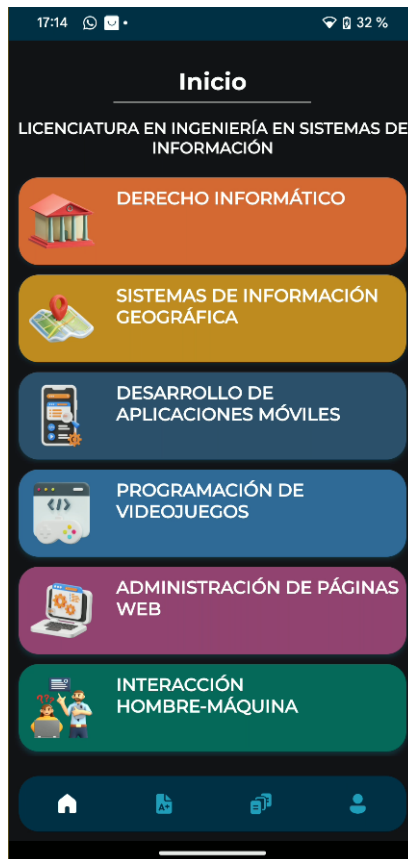 17:14
32 %
Inicio
LICENCIATURA EN INGENIERÍA EN SISTEMAS DE
INFORMACIÓN
DERECHO INFORMÁTICO
SISTEMAS DE INFORMACIÓN
GEOGRÁFICA
DESARROLLO DE
APLICACIONES MÓVILES
PROGRAMACIÓN DE
VIDEOJUEGOS
</>
ADMINISTRACIÓN DE PÁGINAS
WEB
INTERACCIÓN
HOMBRE-MÁQUINA
???
A+